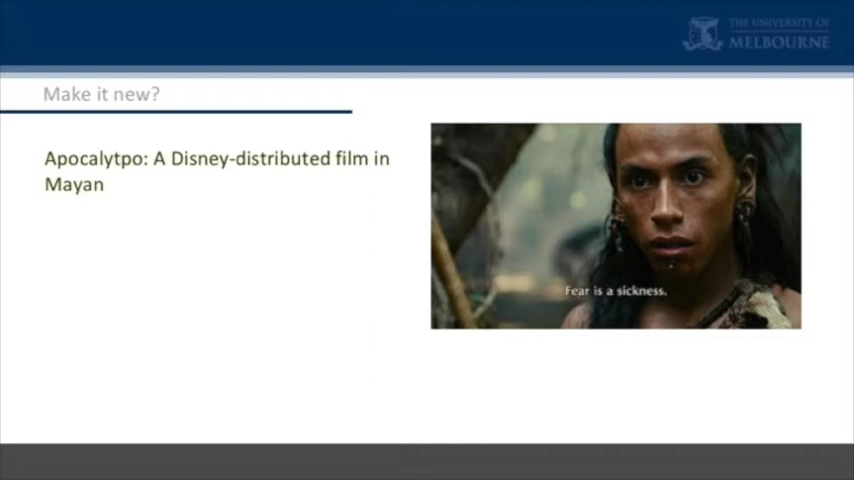 THE UNIVERSITY OF
MELBOURNE
Make it new?
Apocalytpo: A Disney-distributed film in
Mayan
Fear is a sickness.